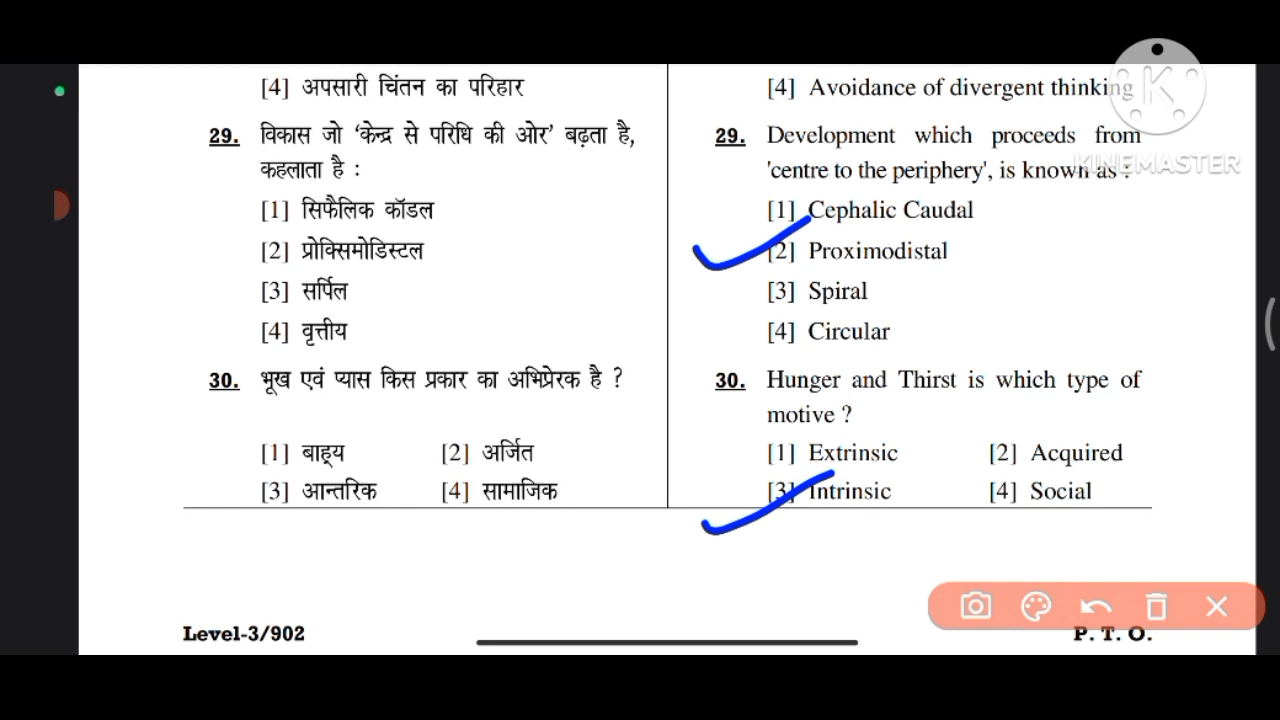 [4] अपसारी चिंतन का परिहार
29. विकास जो 'केन्द्र से परिधि की ओर' बढ़ता है,
कहलाता है :
[1] सिफैलिक कॉडल
[2] प्रोक्सिमोडिस्टल
[3] सर्पिल
[4] वृत्तीय
30. भूख एवं प्यास किस प्रकार का अभिप्रेरक है ?
[1] बाह्य [2] अर्जित
[3] आन्तरिक [4] सामाजिक
[4] Avoidance of divergent thinking
29. Development which proceeds from
'centre to the periphery', is known as :
[1] Cephalic Caudal
[2] Proximodistal
[3] Spiral
[4] Circular
30. Hunger and Thirst is which type of
motive ?
[1] Extrinsic [2] Acquired
[3] Intrinsic [4] Social
Level-3/902
P. T. O.
K
KINEMASTER